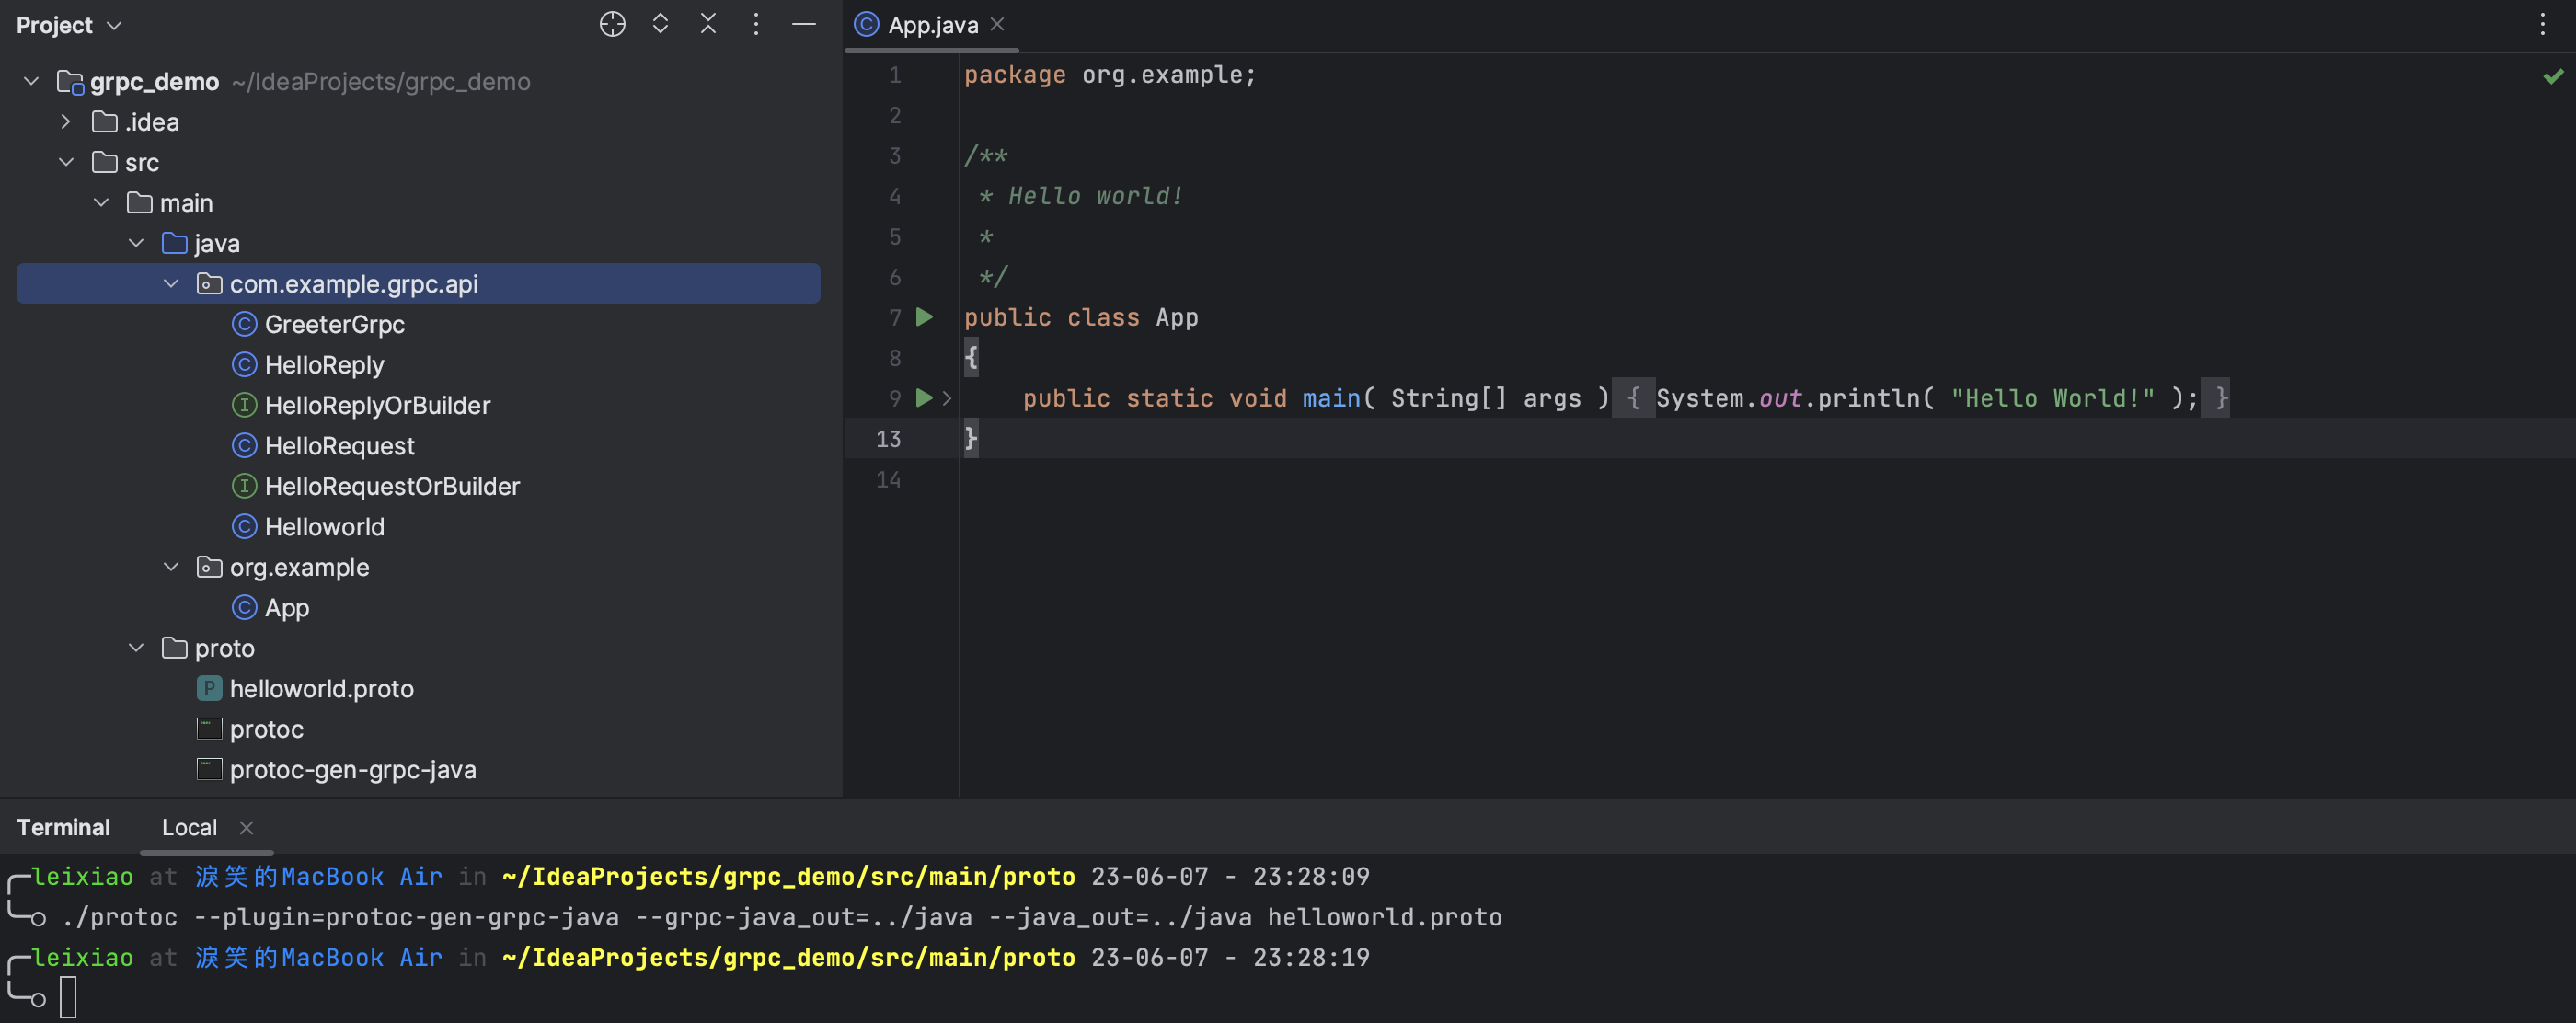 Project
grpc_demo ~/IdeaProjects/grpc_demo
.idea
src
main
java
com.example.grpc.api
GreeterGrpc
HelloReply
HelloReplyOrBuilder
HelloRequest
HelloRequestOrBuilder
Helloworld
org.example
App
proto
helloworld.proto
protoc
protoc-gen-grpc-java
App.java
1 package org.example;
2
3 /**
4 * Hello world!
5 *
6 */
7 public class App
8 {
9 public static void main( String[] args ) { System.out.println( "Hello World!" ); }
13 }
14
Terminal Local
leixiao at 淚笑的MacBook Air in ~/IdeaProjects/grpc_demo/src/main/proto 23-06-07 - 23:28:09
./protoc --plugin=protoc-gen-grpc-java --grpc-java_out=../java --java_out=../java helloworld.proto
leixiao at 淚笑的MacBook Air in ~/IdeaProjects/grpc_demo/src/main/proto 23-06-07 - 23:28:19